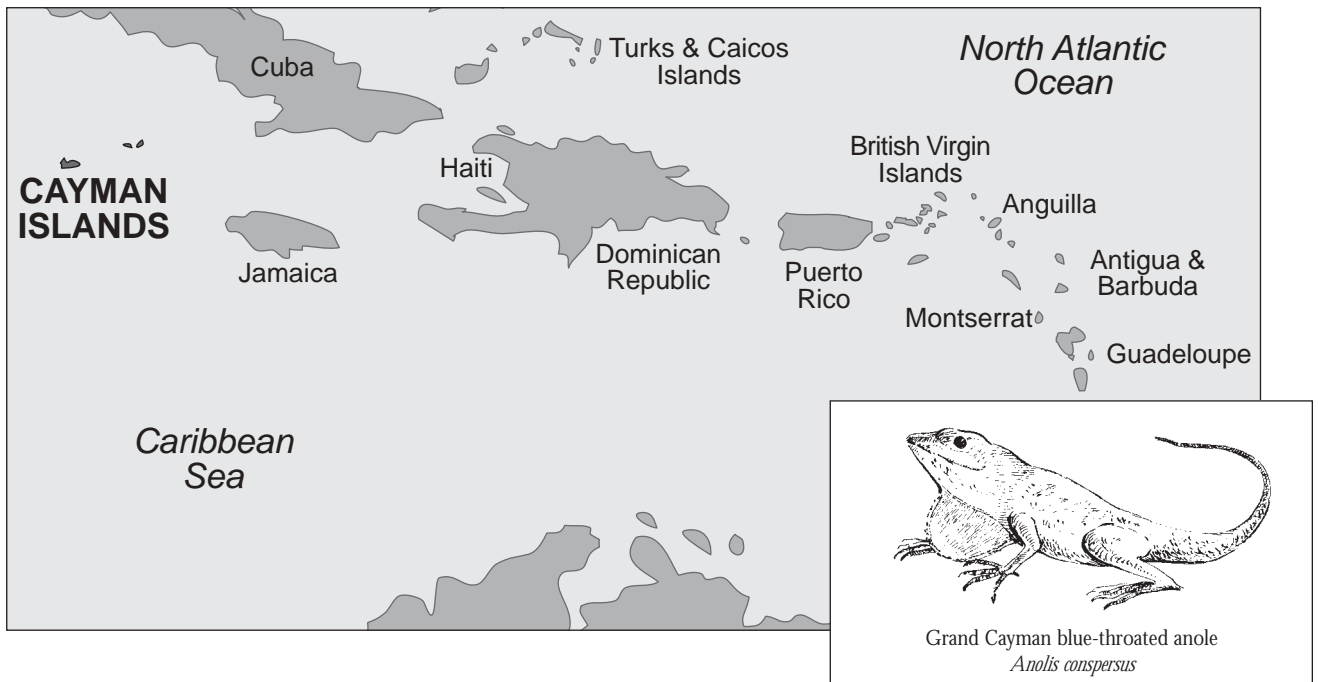 Cuba
Turks & Caicos
Islands
North Atlantic
Ocean
CAYMAN
ISLANDS
Haiti
British Virgin
Islands
Anguilla
Jamaica
Dominican
Republic
Puerto
Rico
Antigua &
Barbuda
Montserrat
Guadeloupe
Caribbean
Sea
Grand Cayman blue-throated anole
Anolis conspersus